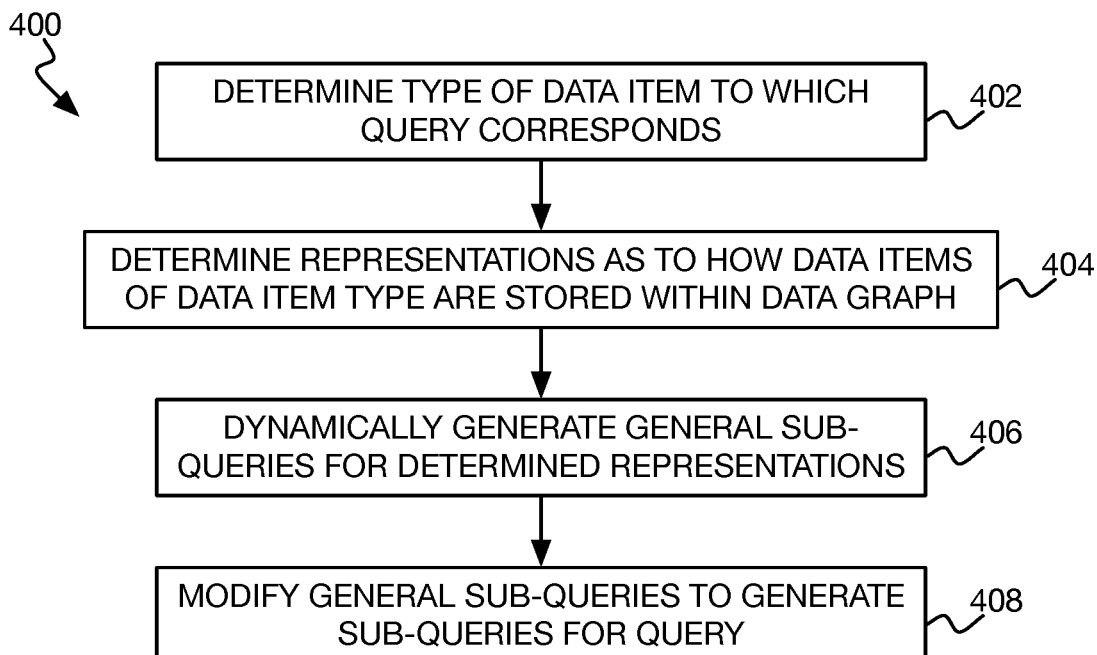 400
DETERMINE TYPE OF DATA ITEM TO WHICH
QUERY CORRESPONDS
402
DETERMINE REPRESENTATIONS AS TO HOW DATA ITEMS
OF DATA ITEM TYPE ARE STORED WITHIN DATA GRAPH
404
DYNAMICALLY GENERATE GENERAL SUB-
QUERIES FOR DETERMINED REPRESENTATIONS
406
MODIFY GENERAL SUB-QUERIES TO GENERATE
SUB-QUERIES FOR QUERY
408